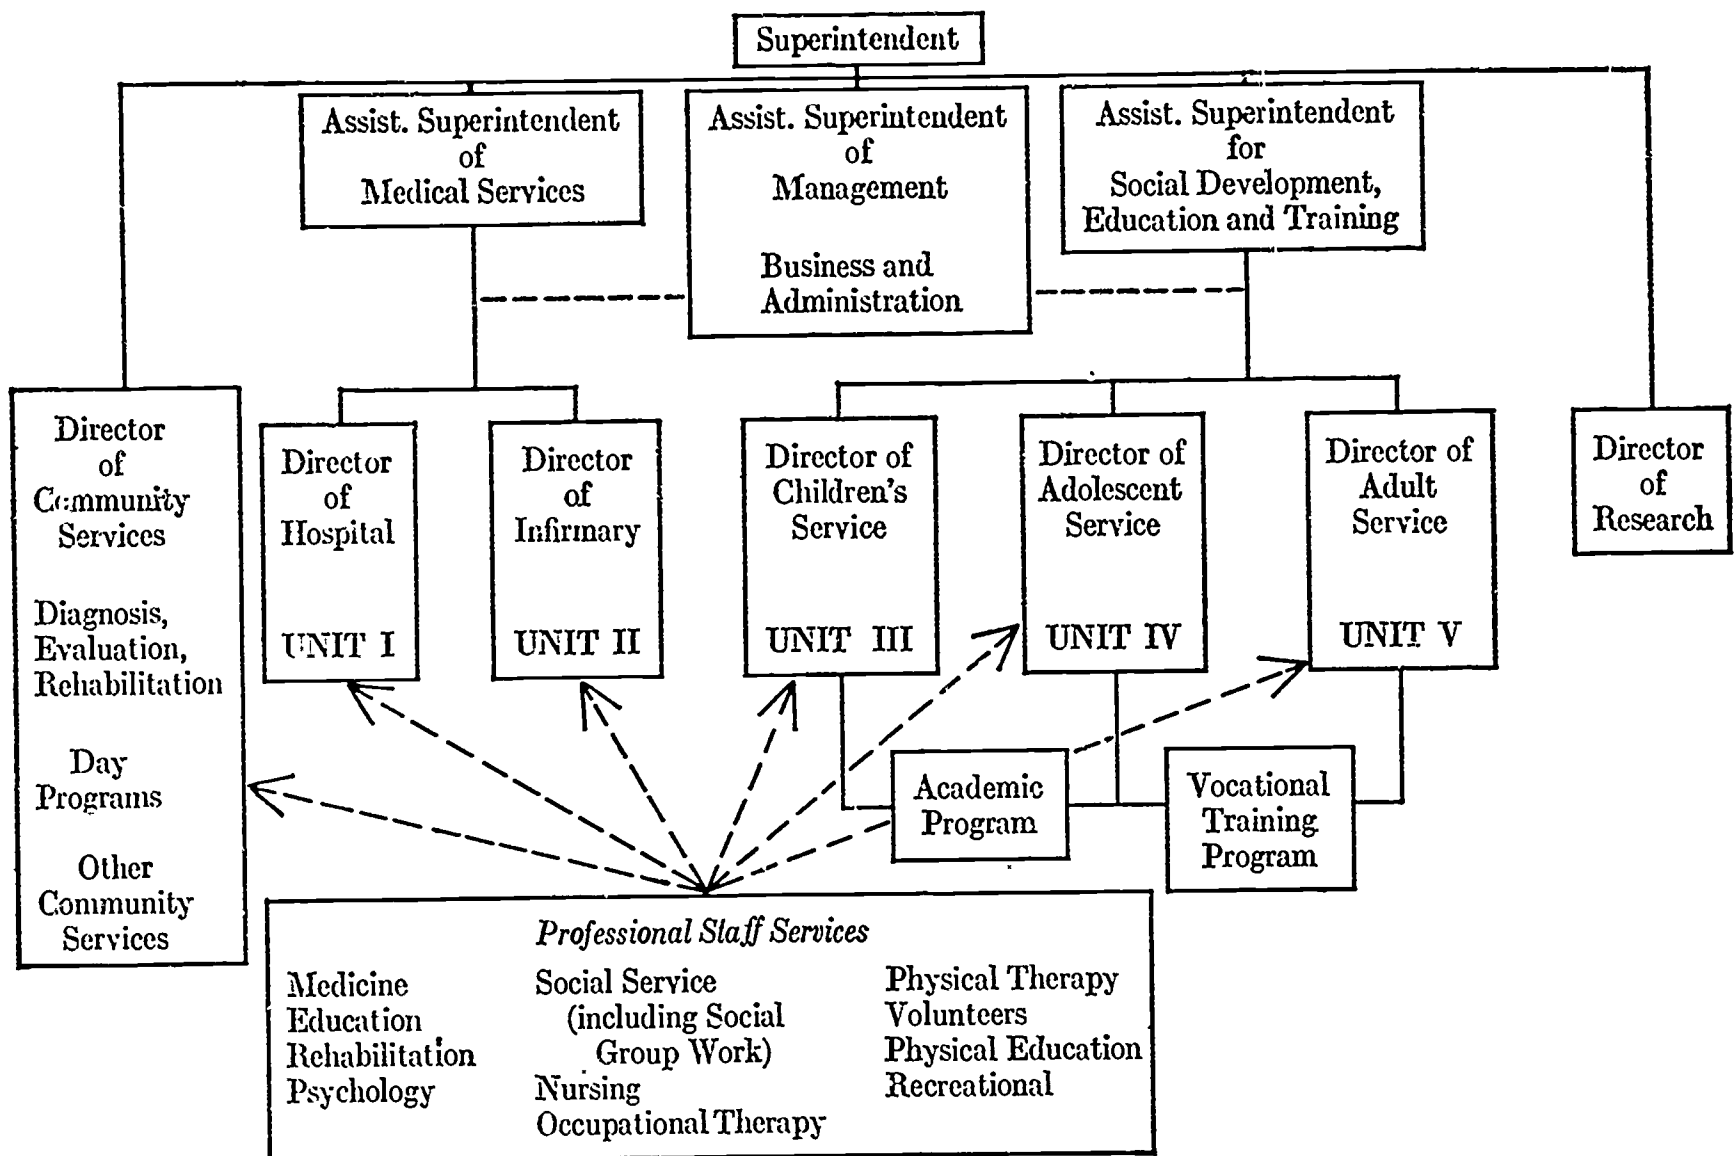 Superintendent
Assist. Superintendent
of
Medical Services
Assist. Superintendent
of
Management
Business and
Administration
Assist. Superintendent
for
Social Development,
Education and Training
Director
of
Community
Services
Diagnosis,
Evaluation,
Rehabilitation
Day
Programs
Other
Community
Services
Director
of
Hospital
UNIT I
Director
of
Infirmary
UNIT II
Director of
Children's
Service
UNIT III
Director of
Adolescent
Service
UNIT IV
Director of
Adult
Service
UNIT V
Director
of
Research
Academic
Program
Vocational
Training
Program
Professional Staff Services
Medicine
Education
Rehabilitation
Psychology
Social Service
(including Social
Group Work)
Nursing
Occupational Therapy
Physical Therapy
Volunteers
Physical Education
Recreational